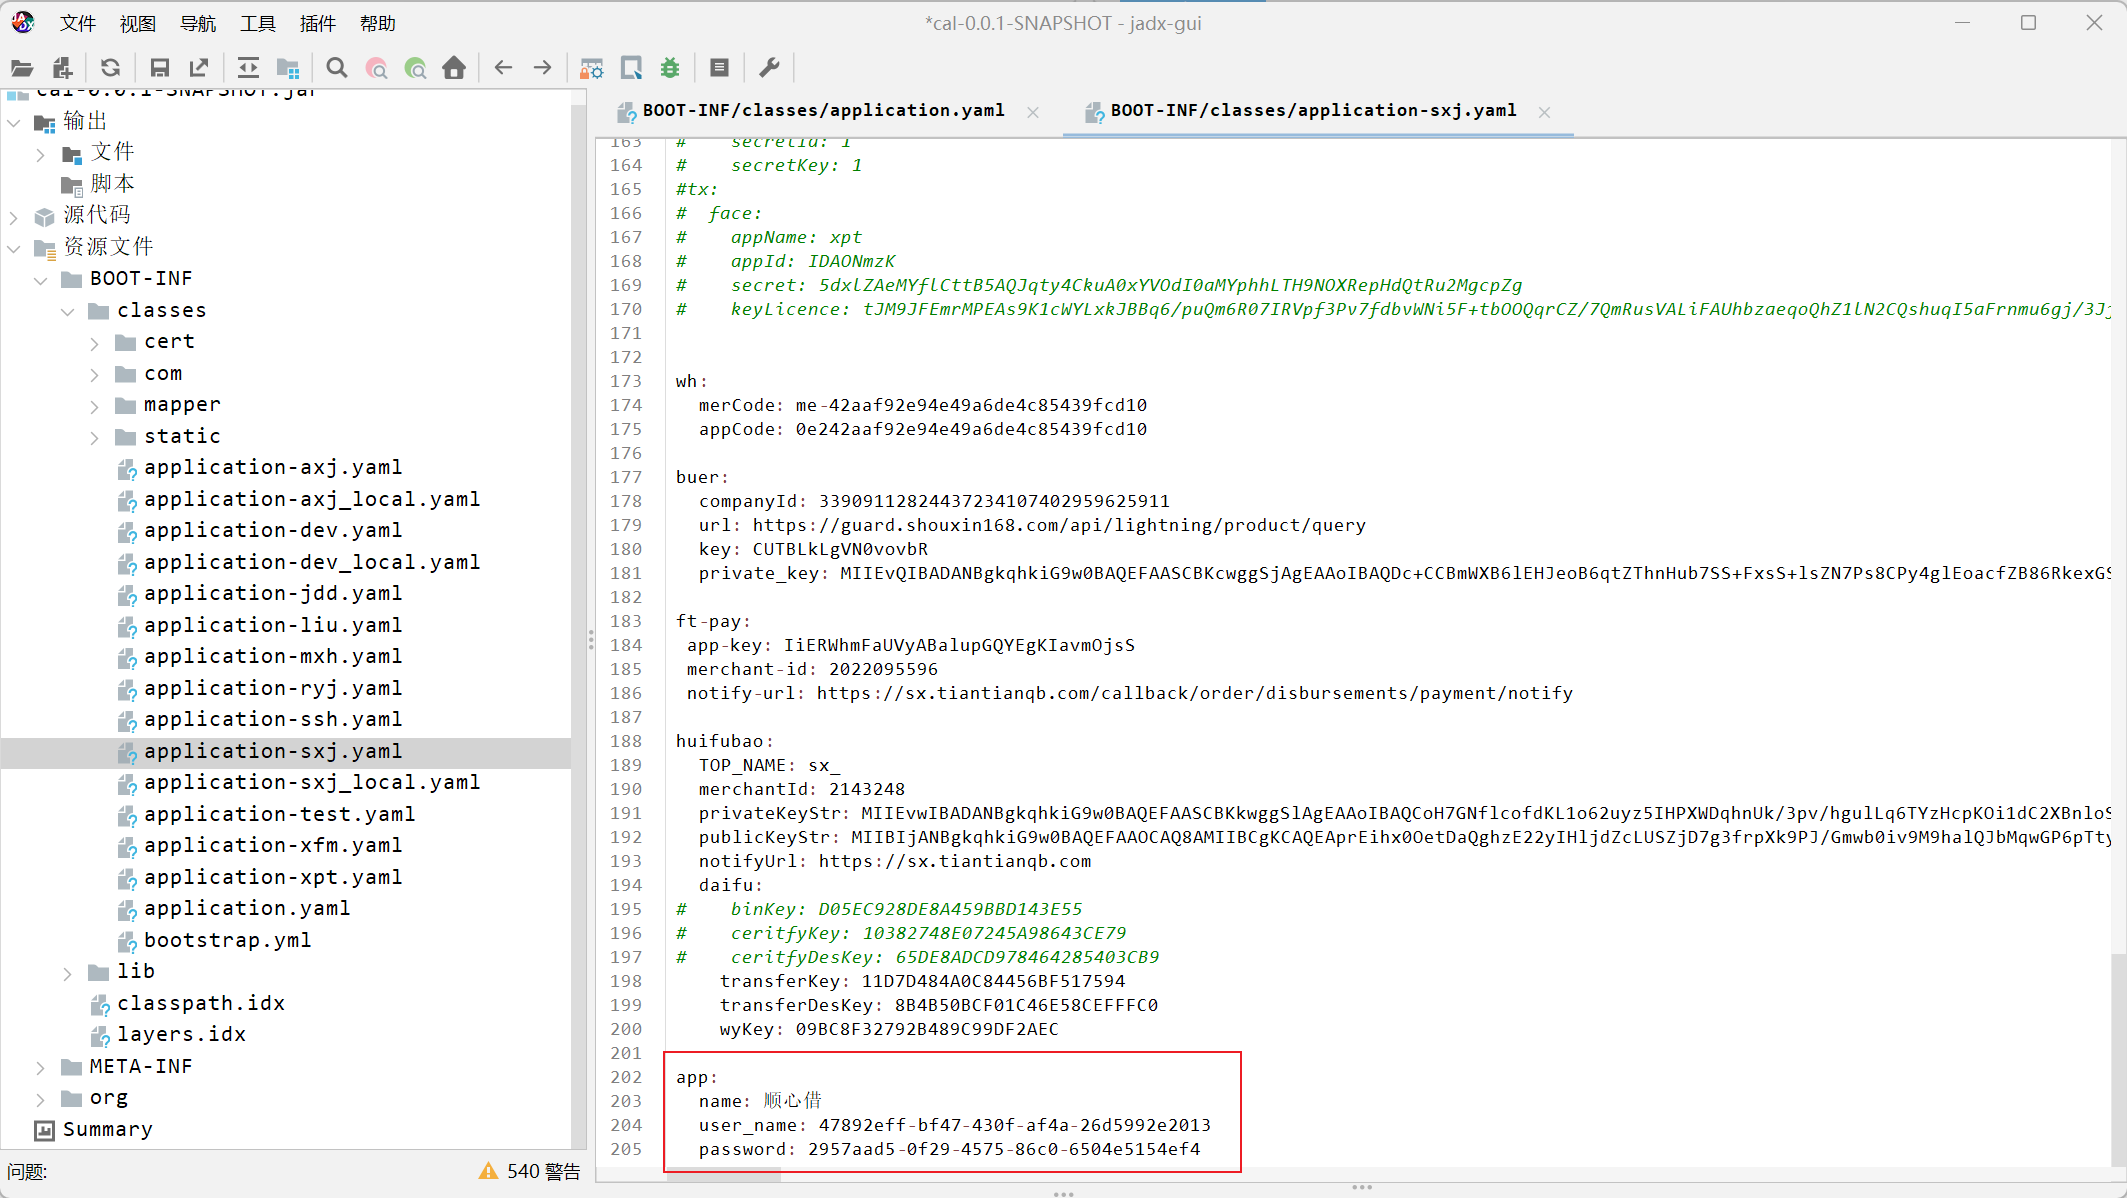 文件 视图 导航 工具 插件 帮助
*cal-0.0.1-SNAPSHOT - jadx-gui
cal-0.0.1-SNAPSHOT.jar
输出
文件
脚本
源代码
资源文件
BOOT-INF
classes
cert
com
mapper
static
application-axj.yaml
application-axj_local.yaml
application-dev.yaml
application-dev_local.yaml
application-jdd.yaml
application-liu.yaml
application-mxh.yaml
application-ryj.yaml
application-ssh.yaml
application-sxj.yaml
application-sxj_local.yaml
application-test.yaml
application-xfm.yaml
application-xpt.yaml
application.yaml
bootstrap.yml
lib
classpath.idx
layers.idx
META-INF
org
Summary
问题:
540 警告
BOOT-INF/classes/application.yaml
BOOT-INF/classes/application-sxj.yaml
163 #    secretId: 1
164 #    secretKey: 1
165 #tx:
166 #  face:
167 #    appName: xpt
168 #    appId: IDAONmzK
169 #    secret: 5dxlZAeMYflCttB5AQJqty4CkuA0xYVOdI0aMYphhLTH9NOXRepHdQtRu2MgcpZg
170 #    keyLicence: tJM9JFEmrMPEAs9K1cWYLxkJBBq6/puQm6R07IRVpf3Pv7fdbvWNi5F+tbOOQqrCZ/7QmRusVALiFAUhbzaeqoQhZ1lN2CQshuqI5aFrnmu6gj/3Jj
171
172
173 wh:
174   merCode: me-42aaf92e94e49a6de4c85439fcd10
175   appCode: 0e242aaf92e94e49a6de4c85439fcd10
176
177 buer:
178   companyId: 33909112824437234107402959625911
179   url: https://guard.shouxin168.com/api/lightning/product/query
180   key: CUTBLkLgVN0vovbR
181   private_key: MIIEvQIBADANBgkqhkiG9w0BAQEFAASCBKcwggSjAgEAAoIBAQDc+CCBmWXB6lEHJeoB6qtZThnHub7SS+FxsS+lsZN7Ps8CPy4glEoacfZB86RkexGS
182
183 ft-pay:
184  app-key: IiERWhmFaUVyABalupGQYEgKIavmOjsS
185  merchant-id: 2022095596
186  notify-url: https://sx.tiantianqb.com/callback/order/disbursements/payment/notify
187
188 huifubao:
189   TOP_NAME: sx_
190   merchantId: 2143248
191   privateKeyStr: MIIEvwIBADANBgkqhkiG9w0BAQEFAASCBKkwggSlAgEAAoIBAQCoH7GNflcofdKL1o62uyz5IHPXWDqhnUk/3pv/hgulLq6TYzHcpKOi1dC2XBnloS
192   publicKeyStr: MIIBIjANBgkqhkiG9w0BAQEFAAOCAQ8AMIIBCgKCAQEAprEihx0OetDaQghzE22yIHljdZcLUSZjD7g3frpXk9PJ/Gmwb0iv9M9halQJbMqwGP6pTty
193   notifyUrl: https://sx.tiantianqb.com
194   daifu:
195 #    binKey: D05EC928DE8A459BBD143E55
196 #    ceritfyKey: 10382748E07245A98643CE79
197 #    ceritfyDesKey: 65DE8ADCD978464285403CB9
198     transferKey: 11D7D484A0C84456BF517594
199     transferDesKey: 8B4B50BCF01C46E58CEFFFC0
200     wyKey: 09BC8F32792B489C99DF2AEC
201
202 app:
203   name: 顺心借
204   user_name: 47892eff-bf47-430f-af4a-26d5992e2013
205   password: 2957aad5-0f29-4575-86c0-6504e5154ef4